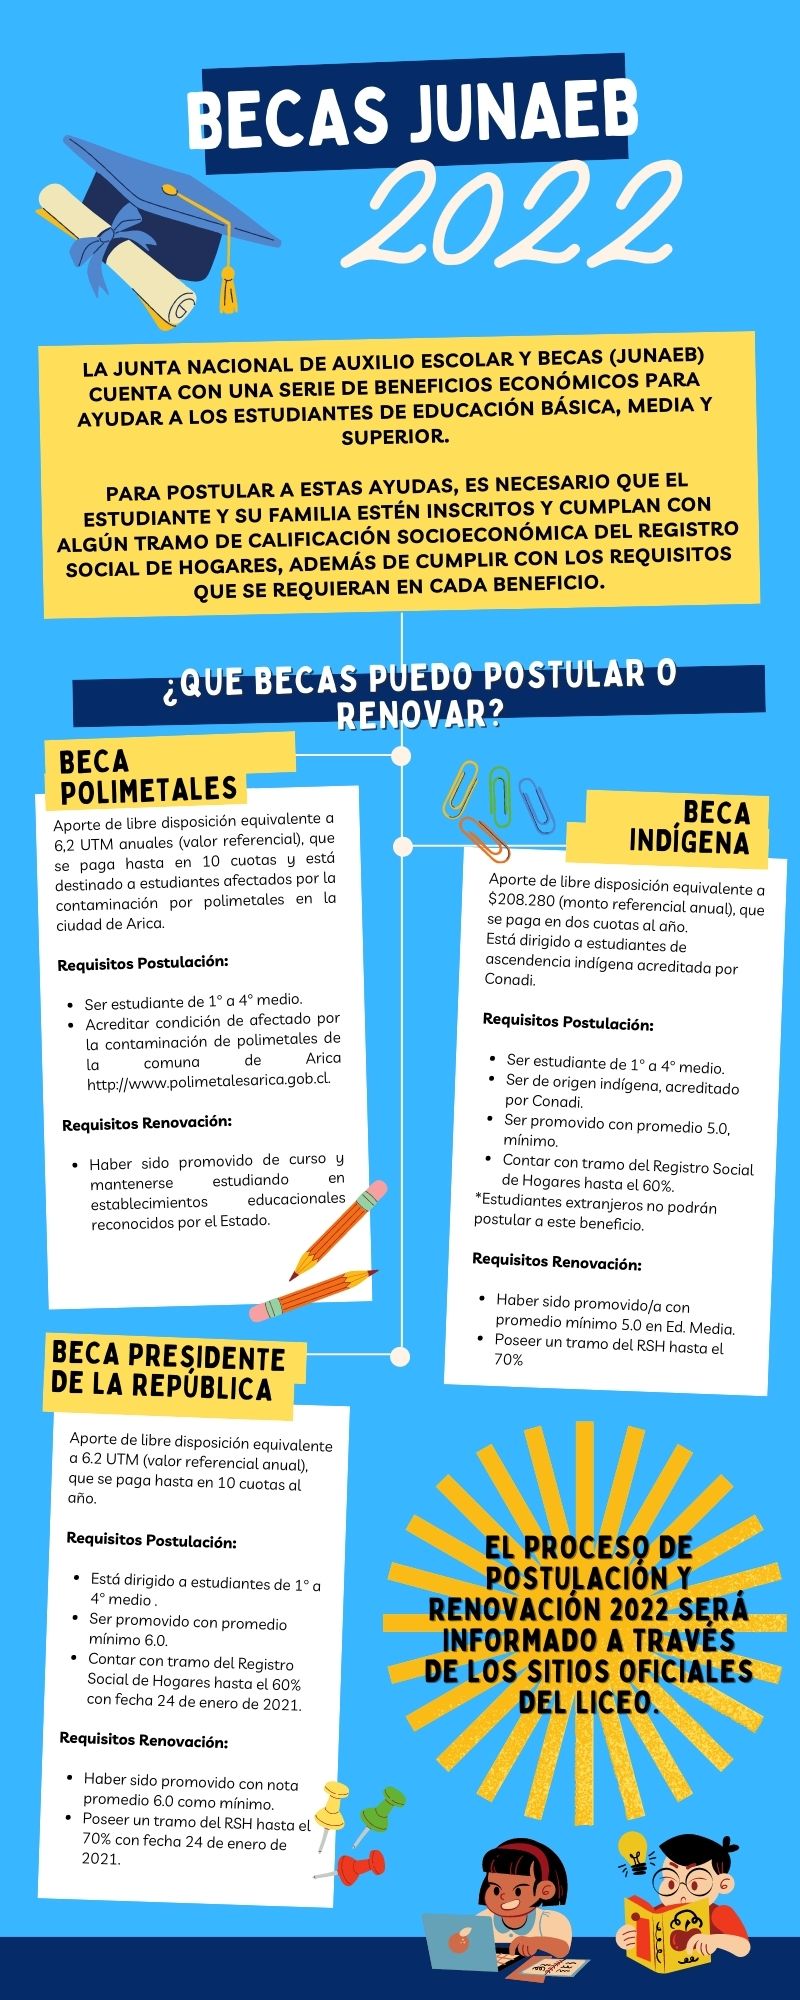 BECAS JUNAEB
2022
LA JUNTA NACIONAL DE AUXILIO ESCOLAR Y BECAS (JUNAEB)
CUENTA CON UNA SERIE DE BENEFICIOS ECONÓMICOS PARA
AYUDAR A LOS ESTUDIANTES DE EDUCACIÓN BÁSICA, MEDIA Y
SUPERIOR.
PARA POSTULAR A ESTAS AYUDAS, ES NECESARIO QUE EL
ESTUDIANTE Y SU FAMILIA ESTÉN INSCRITOS Y CUMPLAN CON
ALGÚN TRAMO DE CALIFICACIÓN SOCIOECONÓMICA DEL REGISTRO
SOCIAL DE HOGARES, ADEMÁS DE CUMPLIR CON LOS REQUISITOS
QUE SE REQUIERAN EN CADA BENEFICIO.
¿QUE BECAS PUEDO POSTULAR O
RENOVAR?
BECA
POLIMETALES
Aporte de libre disposición equivalente a
6,2 UTM anuales (valor referencial), que
se paga hasta en 10 cuotas y está
destinado a estudiantes afectados por la
contaminación por polimetales en la
ciudad de Arica.
Requisitos Postulación:
• Ser estudiante de 1° a 4° medio.
• Acreditar condición de afectado por
la contaminación de polimetales de
la comuna de Arica
http://www.polimetalesarica.gob.cl.
Requisitos Renovación:
• Haber sido promovido de curso y
mantenerse estudiando en
establecimientos educacionales
reconocidos por el Estado.
BECA
INDÍGENA
Aporte de libre disposición equivalente a
$208.280 (monto referencial anual), que
se paga en dos cuotas al año.
Está dirigido a estudiantes de
ascendencia indígena acreditada por
Conadi.
Requisitos Postulación:
• Ser estudiante de 1° a 4° medio.
• Ser de origen indígena, acreditado
por Conadi.
• Ser promovido con promedio 5.0,
mínimo.
• Contar con tramo del Registro Social
de Hogares hasta el 60%.
*Estudiantes extranjeros no podrán
postular a este beneficio.
Requisitos Renovación:
• Haber sido promovido/a con
promedio mínimo 5.0 en Ed. Media.
• Poseer un tramo del RSH hasta el
70%
BECA PRESIDENTE
DE LA REPÚBLICA
Aporte de libre disposición equivalente
a 6.2 UTM (valor referencial anual),
que se paga hasta en 10 cuotas al
año.
Requisitos Postulación:
• Está dirigido a estudiantes de 1° a
4° medio .
• Ser promovido con promedio
mínimo 6.0.
• Contar con tramo del Registro
Social de Hogares hasta el 60%
con fecha 24 de enero de 2021.
Requisitos Renovación:
• Haber sido promovido con nota
promedio 6.0 como mínimo.
• Poseer un tramo del RSH hasta el
70% con fecha 24 de enero de
2021.
EL PROCESO DE
POSTULACIÓN Y
RENOVACIÓN 2022 SERÁ
INFORMADO A TRAVÉS
DE LOS SITIOS OFICIALES
DEL LICEO.